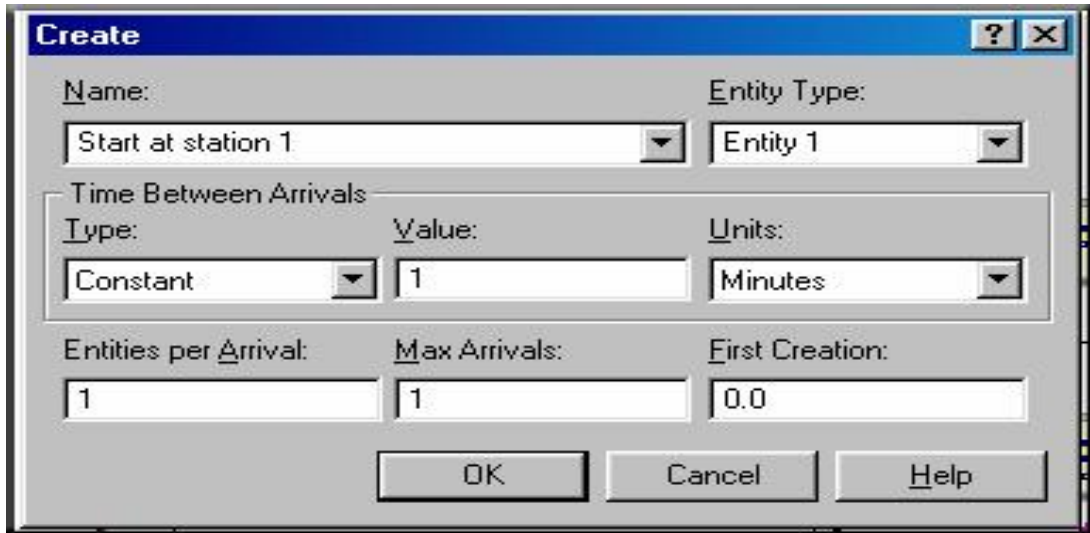 Create
Name: Entity Type:
Start at station 1 Entity 1
Time Between Arrivals
Type: Value: Units:
Constant 1 Minutes
Entities per Arrival: Max Arrivals: First Creation:
1 1 0.0
OK Cancel Help